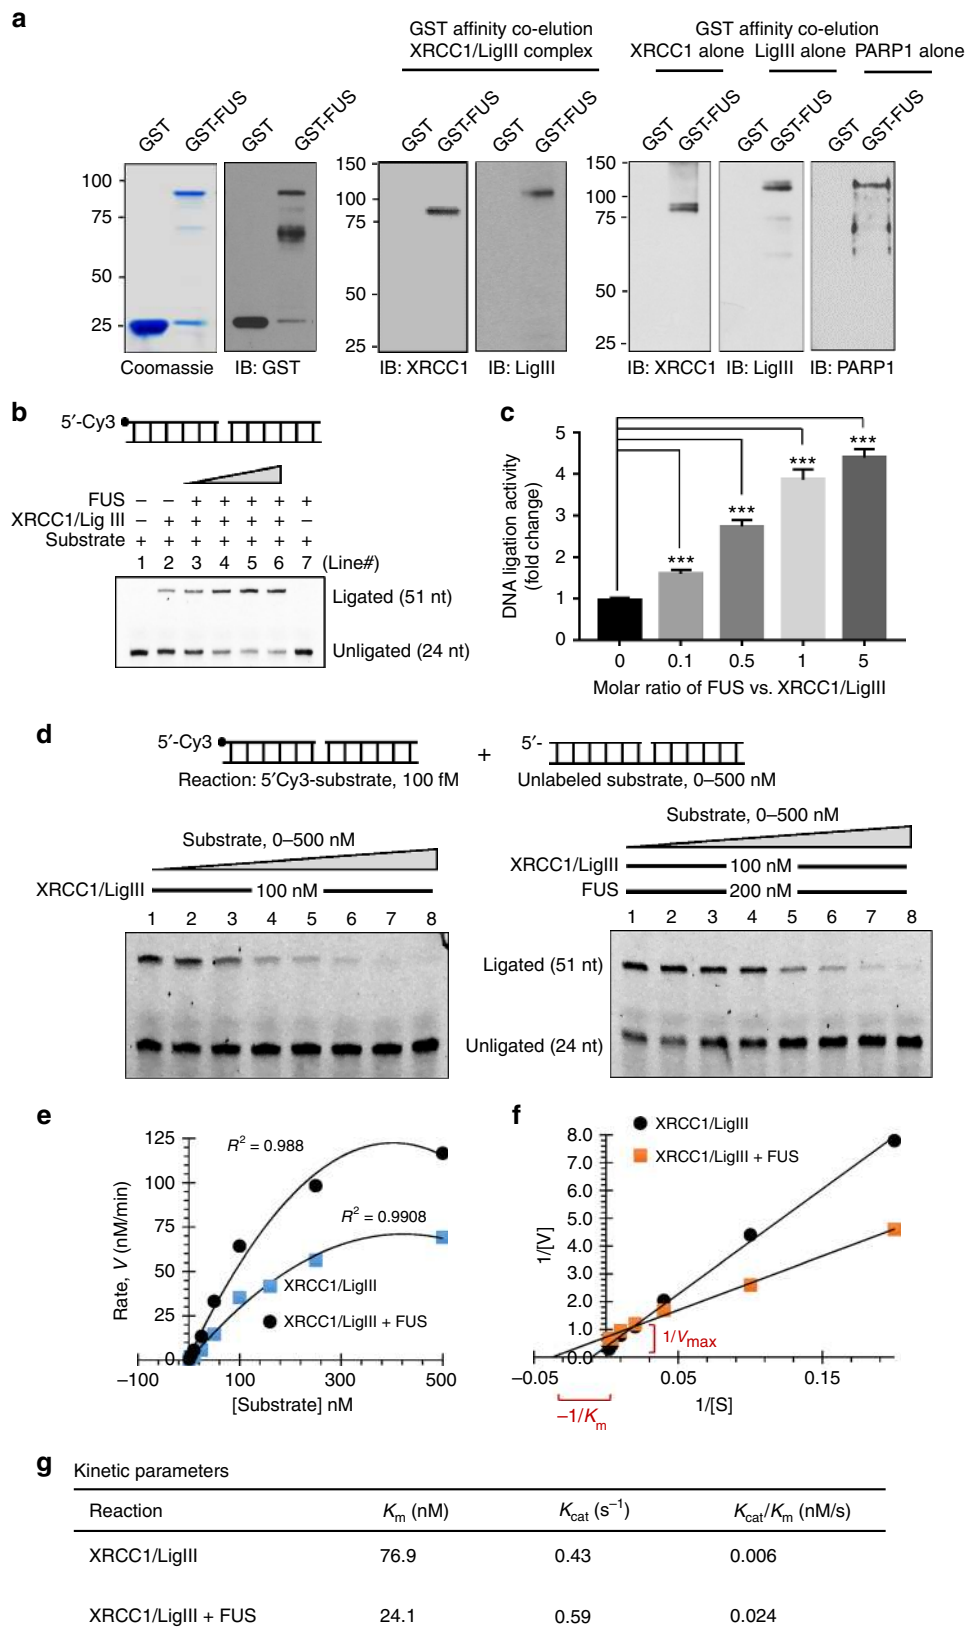 a
GST affinity co-elution
XRCC1/LigIII complex
GST affinity co-elution
XRCC1 alone LigIII alone PARP1 alone
GST GST-FUS GST GST-FUS GST GST-FUS GST GST-FUS GST GST-FUS GST GST-FUS GST GST-FUS
100
75
50
25
150
100
75
50
25
150
100
75
50
25
Coomassie IB: GST IB: XRCC1 IB: LigIII IB: XRCC1 IB: LigIII IB: PARP1
b
5′-Cy3
FUS – – + + + + +
XRCC1/Lig III – + + + + + –
Substrate + + + + + + +
1 2 3 4 5 6 7 (Line#)
Ligated (51 nt)
Unligated (24 nt)
c
DNA ligation activity
(fold change)
5
4
3
2
1
0
*** *** *** ***
0 0.1 0.5 1 5
Molar ratio of FUS vs. XRCC1/LigIII
d
5′-Cy3 + 5′-
Reaction: 5′Cy3-substrate, 100 fM
Unlabeled substrate, 0–500 nM
Substrate, 0–500 nM
XRCC1/LigIII 100 nM
1 2 3 4 5 6 7 8
Substrate, 0–500 nM
XRCC1/LigIII 100 nM
FUS 200 nM
1 2 3 4 5 6 7 8
Ligated (51 nt)
Unligated (24 nt)
e
Rate, V (nM/min)
125
100
75
50
25
0
R² = 0.988
R² = 0.9908
XRCC1/LigIII
XRCC1/LigIII + FUS
–100 100 300 500
[Substrate] nM
f
XRCC1/LigIII
XRCC1/LigIII + FUS
1/[V]
8.0
7.0
6.0
5.0
4.0
3.0
2.0
1.0
0.0
1/Vmax
–0.05 0.05 0.15
–1/Km
1/[S]
g Kinetic parameters
Reaction Km (nM) Kcat (s⁻¹) Kcat/Km (nM/s)
XRCC1/LigIII 76.9 0.43 0.006
XRCC1/LigIII + FUS 24.1 0.59 0.024